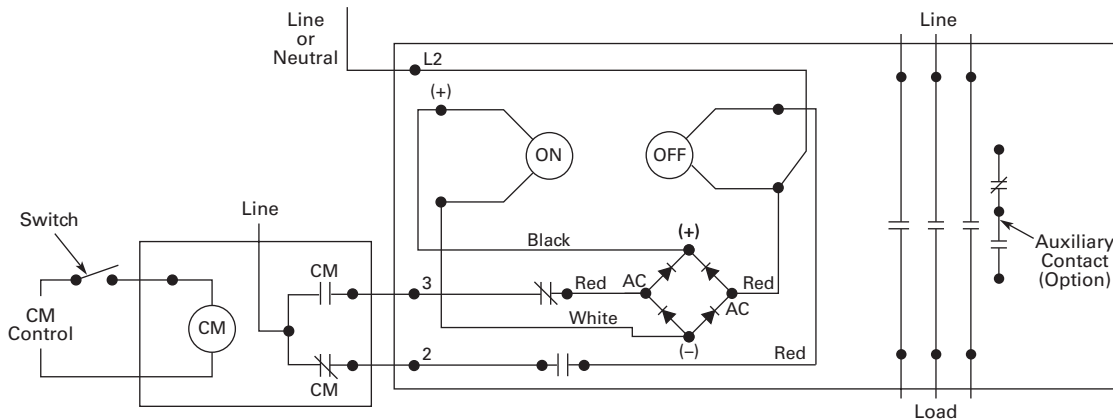 Line
or
Neutral
L2
(+)
ON
OFF
Line
Switch
Line
Black
(+)
Auxiliary
Contact
(Option)
CM
3
Red
AC
AC
Red
CM
Control
CM
White
(–)
2
Red
CM
Load